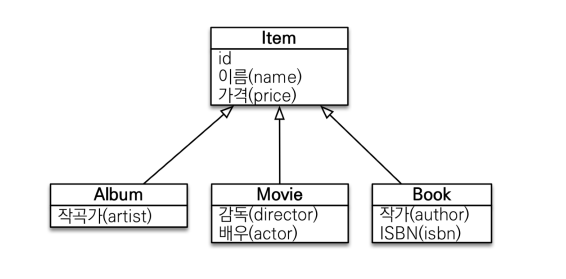 Item
id
이름(name)
가격(price)
Album
작곡가(artist)
Movie
감독(director)
배우(actor)
Book
작가(author)
ISBN(isbn)